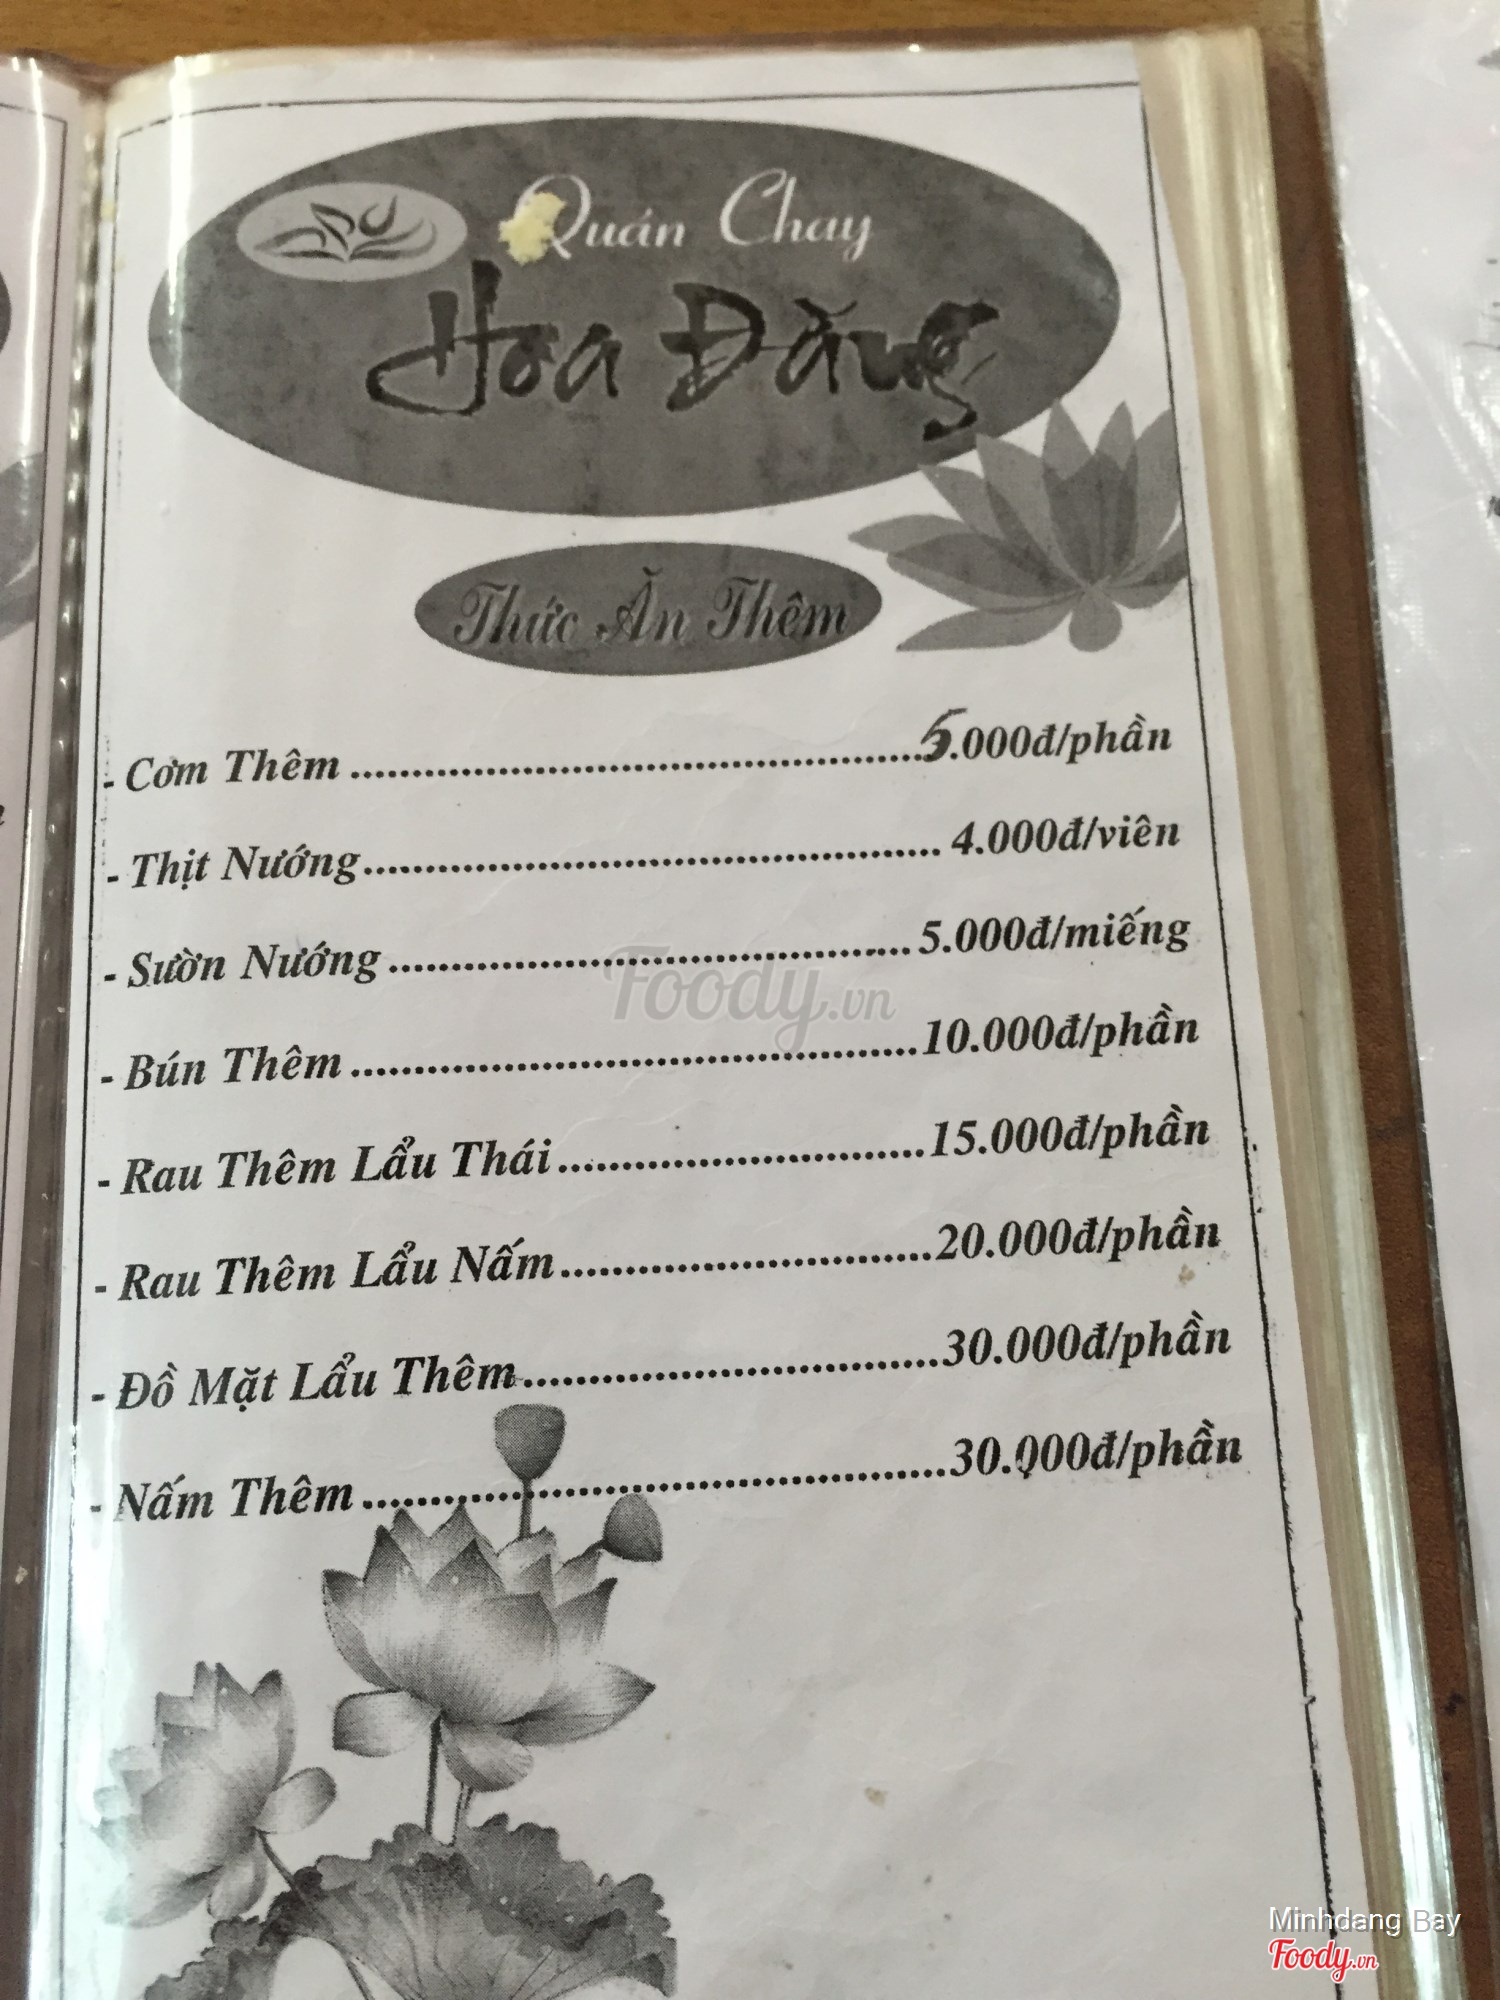 Quán Chay
Hoa Đăng
Thức Ăn Thêm
- Cơm Thêm ........................................ 5.000đ/phần
- Thịt Nướng ........................................ 4.000đ/viên
- Sườn Nướng ........................................ 5.000đ/miếng
- Bún Thêm ........................................ 10.000đ/phần
- Rau Thêm Lẩu Thái ........................... 15.000đ/phần
- Rau Thêm Lẩu Nấm ........................... 20.000đ/phần
- Đồ Mặt Lẩu Thêm ............................. 30.000đ/phần
- Nấm Thêm ........................................ 30.000đ/phần
Foody.vn
Minhdang Bay
Foody.vn